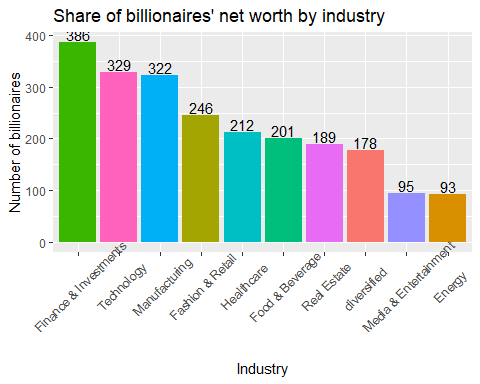 Share of billionaires' net worth by industry
Number of billionaires
400
300
200
100
0
386
329
322
246
212
201
189
178
95
93
Finance & Investments
Technology
Manufacturing
Fashion & Retail
Healthcare
Food & Beverage
Real Estate
diversified
Media & Entertainment
Energy
Industry